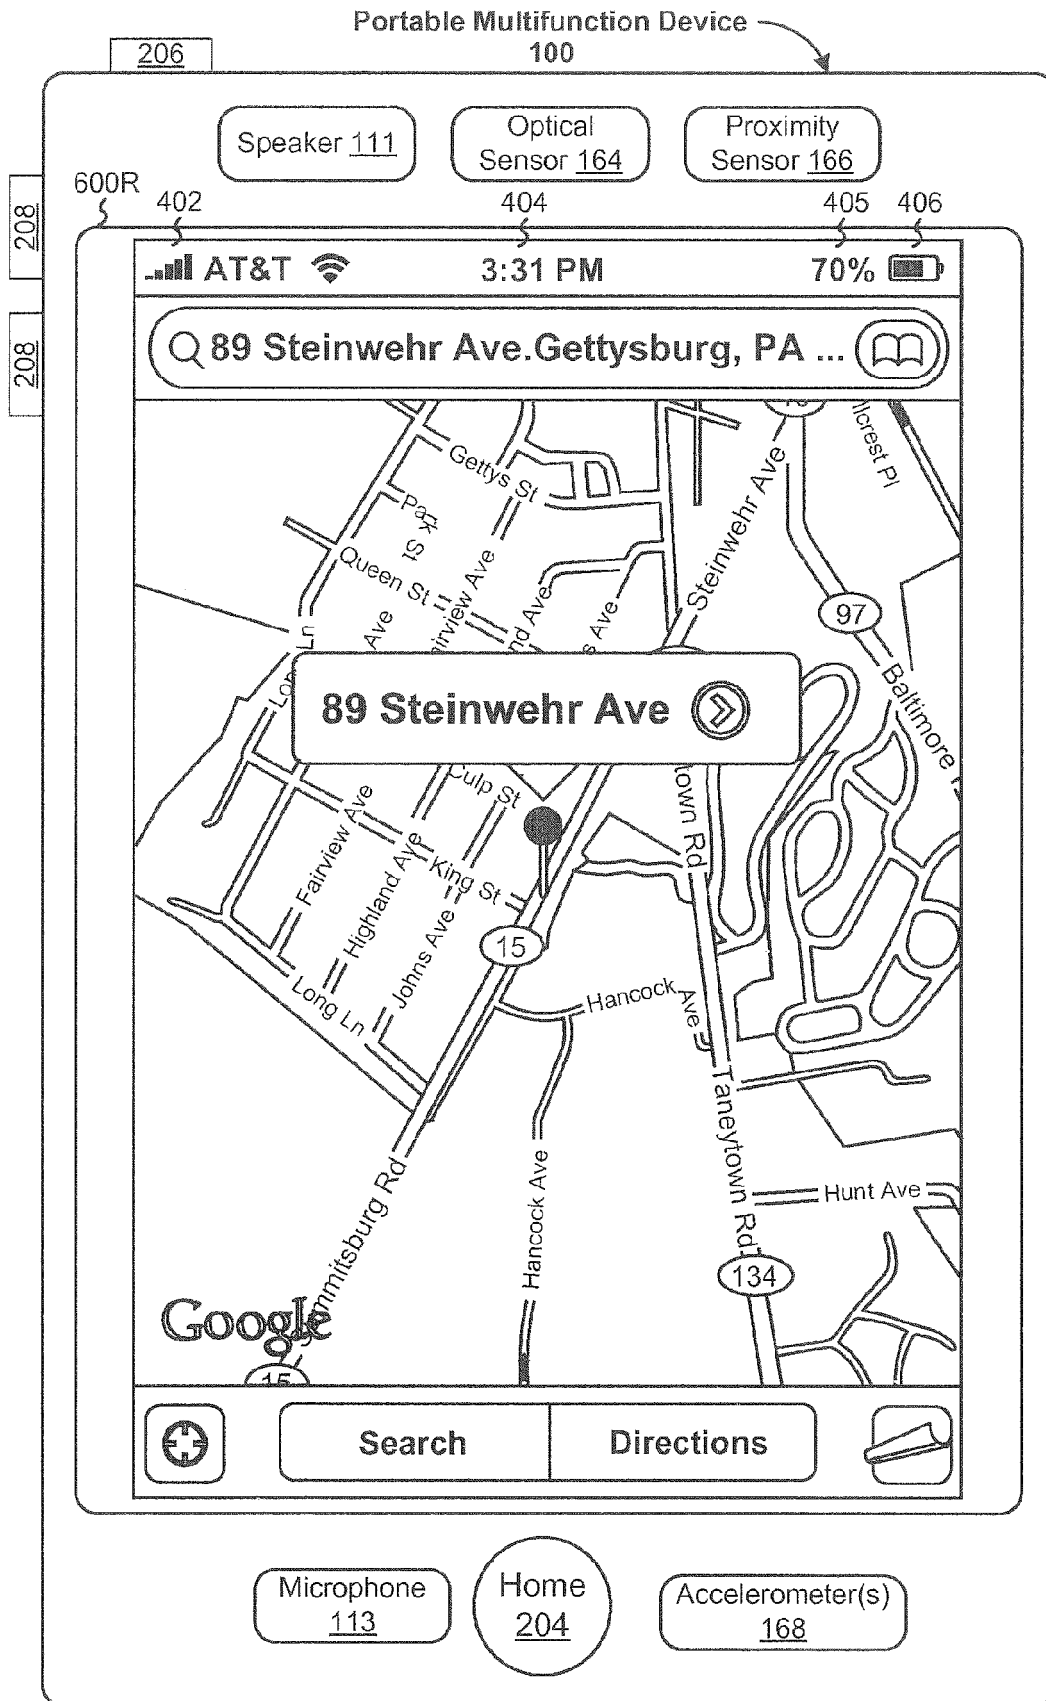 Portable Multifunction Device
100
206
Speaker 111
Optical
Sensor 164
Proximity
Sensor 166
208
208
600R
402
404
405
406
AT&T
3:31 PM
70%
89 Steinwehr Ave.Gettysburg, PA ...
Gettys St
Park St
Queen St
Steinwehr Ave
97
Baltimore
Ave
Ave
Ave
Ln
89 Steinwehr Ave
Culp St
Fairview Ave
Highland Ave
King St
Johns Ave
Long Ln
15
Hancock Ave
Hancock Ave
Taneytown Rd
Hunt Ave
134
Rd
Google
15
Search
Directions
Microphone
113
Home
204
Accelerometer(s)
168